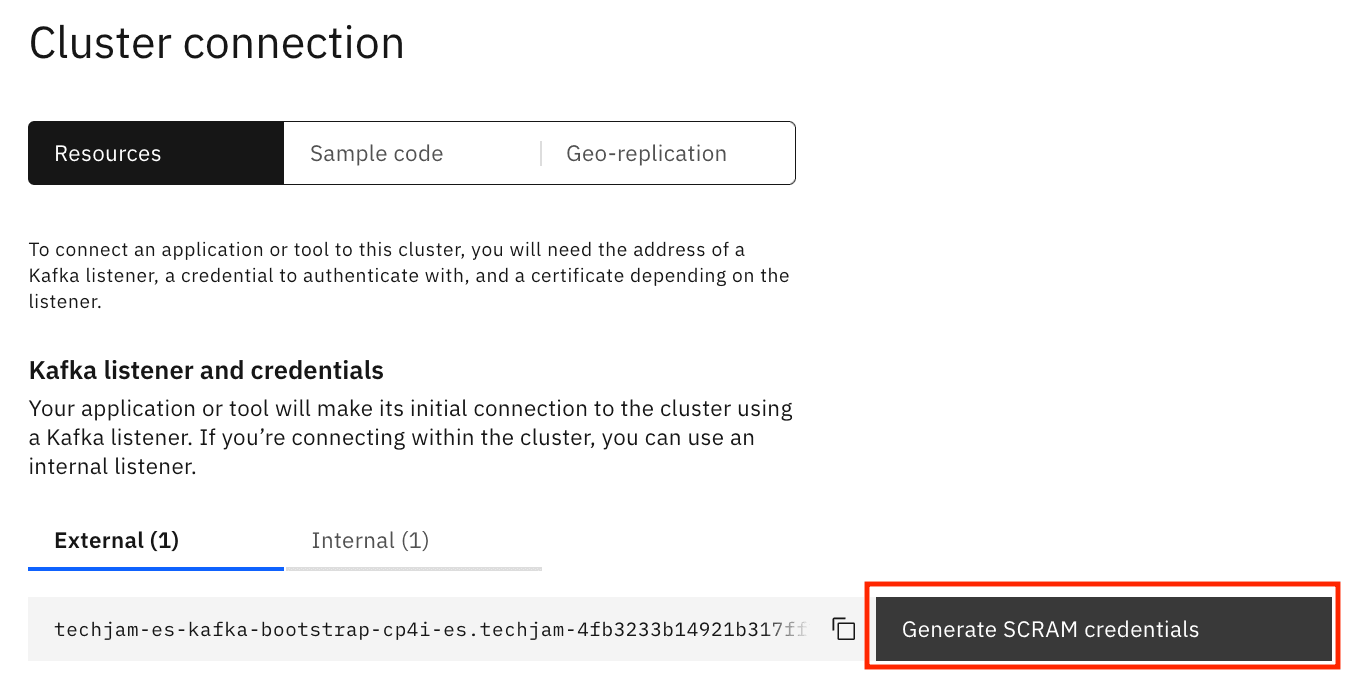 Cluster connection
Resources
Sample code
Geo-replication
To connect an application or tool to this cluster, you will need the address of a
Kafka listener, a credential to authenticate with, and a certificate depending on the
listener.
Kafka listener and credentials
Your application or tool will make its initial connection to the cluster using
a Kafka listener. If you’re connecting within the cluster, you can use an
internal listener.
External (1)
Internal (1)
techjam-es-kafka-bootstrap-cp4i-es.techjam-4fb3233b14921b317ff
Generate SCRAM credentials